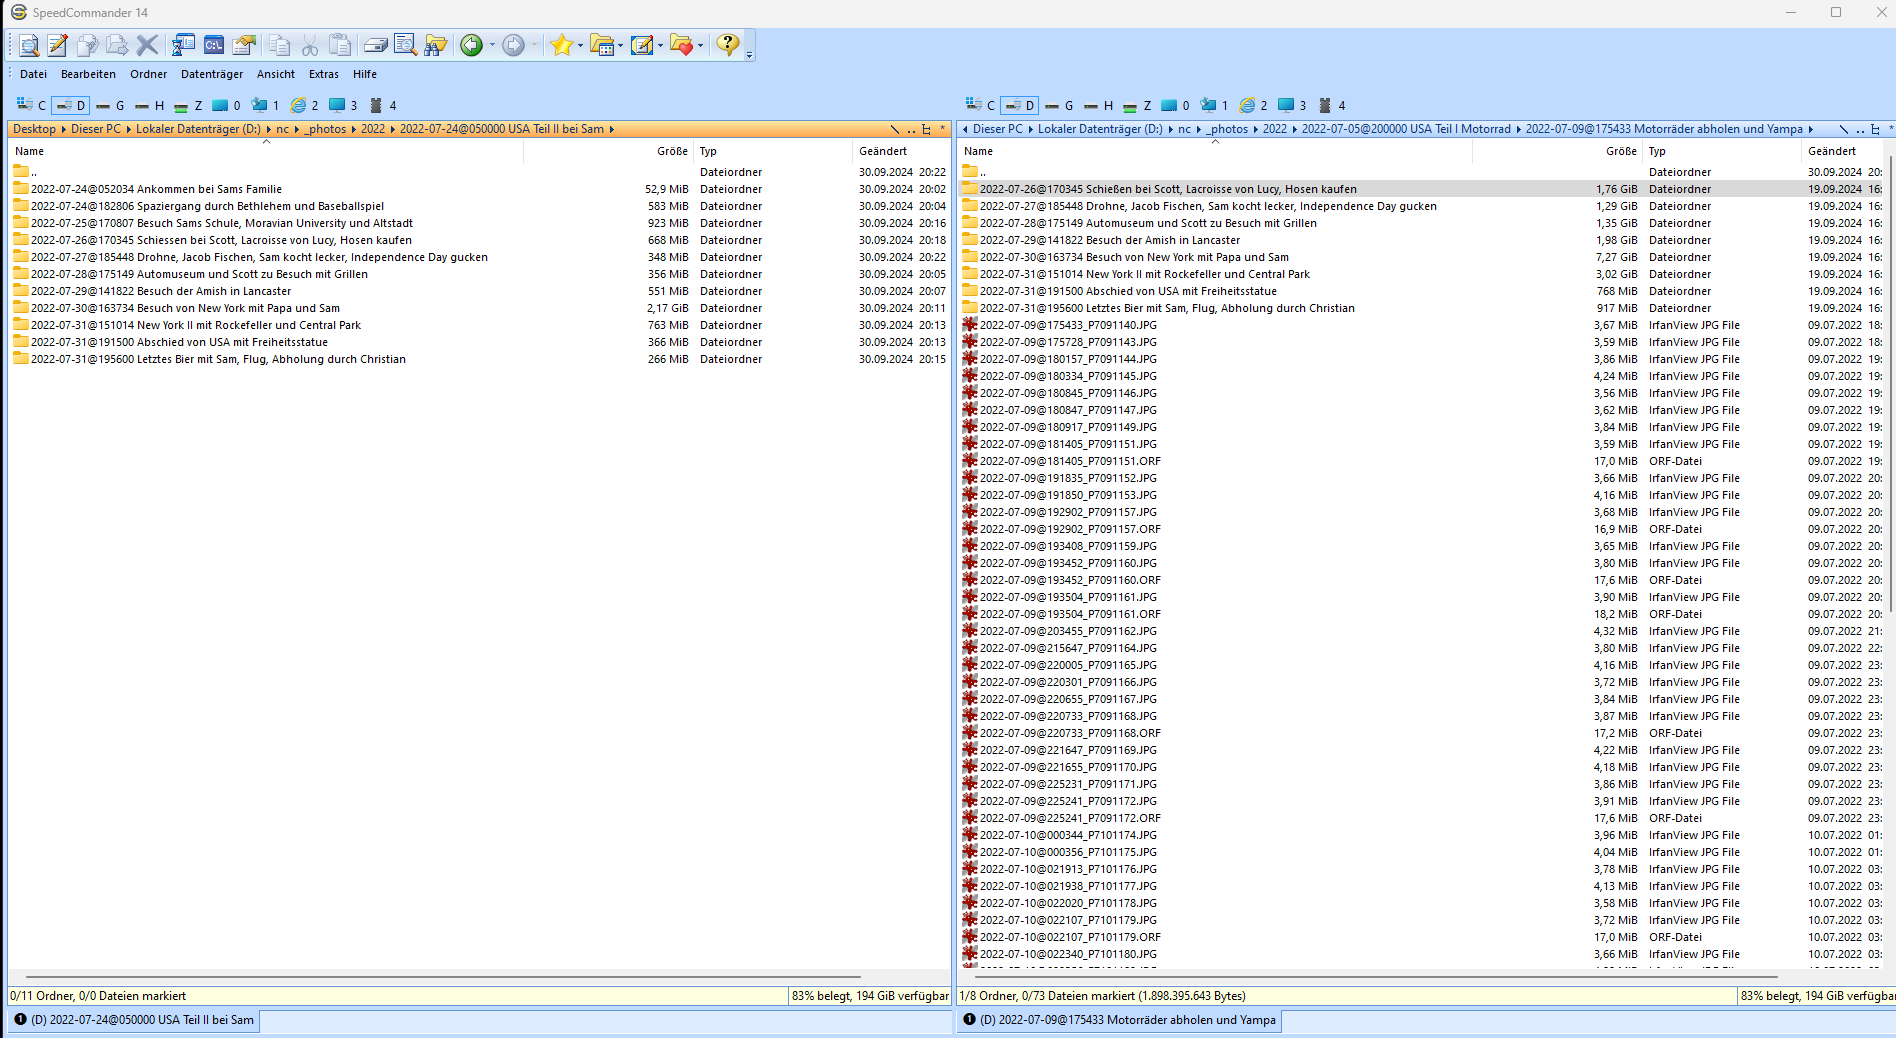 SpeedCommander 14
Datei Bearbeiten Ordner Datenträger Ansicht Extras Hilfe
C D G H Z 0 1 2 3 4
Desktop Dieser PC Lokaler Datenträger (D:) nc _photos 2022 2022-07-24@050000 USA Teil II bei Sam
Name Größe Typ Geändert
.. Dateiordner 30.09.2024 20:22
2022-07-24@052034 Ankommen bei Sams Familie 52,9 MiB Dateiordner 30.09.2024 20:02
2022-07-24@182806 Spaziergang durch Bethlehem und Baseballspiel 583 MiB Dateiordner 30.09.2024 20:04
2022-07-25@170807 Besuch Sams Schule, Moravian University und Altstadt 923 MiB Dateiordner 30.09.2024 20:16
2022-07-26@170345 Schiessen bei Scott, Lacroisse von Lucy, Hosen kaufen 668 MiB Dateiordner 30.09.2024 20:18
2022-07-27@185448 Drohne, Jacob Fischen, Sam kocht lecker, Independence Day gucken 348 MiB Dateiordner 30.09.2024 20:22
2022-07-28@175149 Automuseum und Scott zu Besuch mit Grillen 356 MiB Dateiordner 30.09.2024 20:05
2022-07-29@141822 Besuch der Amish in Lancaster 551 MiB Dateiordner 30.09.2024 20:07
2022-07-30@163734 Besuch von New York mit Papa und Sam 2,17 GiB Dateiordner 30.09.2024 20:11
2022-07-31@151014 New York II mit Rockefeller und Central Park 763 MiB Dateiordner 30.09.2024 20:13
2022-07-31@191500 Abschied von USA mit Freiheitsstatue 366 MiB Dateiordner 30.09.2024 20:13
2022-07-31@195600 Letztes Bier mit Sam, Flug, Abholung durch Christian 266 MiB Dateiordner 30.09.2024 20:15
0/11 Ordner, 0/0 Dateien markiert 83% belegt, 194 GiB verfügbar
1 (D) 2022-07-24@050000 USA Teil II bei Sam
C D G H Z 0 1 2 3 4
Dieser PC Lokaler Datenträger (D:) nc _photos 2022 2022-07-05@200000 USA Teil I Motorrad 2022-07-09@175433 Motorräder abholen und Yampa
Name Größe Typ Geändert
.. Dateiordner 30.09.2024 20:
2022-07-26@170345 Schießen bei Scott, Lacroisse von Lucy, Hosen kaufen 1,76 GiB Dateiordner 19.09.2024 16:
2022-07-27@185448 Drohne, Jacob Fischen, Sam kocht lecker, Independence Day gucken 1,29 GiB Dateiordner 19.09.2024 16:
2022-07-28@175149 Automuseum und Scott zu Besuch mit Grillen 1,35 GiB Dateiordner 19.09.2024 16:
2022-07-29@141822 Besuch der Amish in Lancaster 1,98 GiB Dateiordner 19.09.2024 16:
2022-07-30@163734 Besuch von New York mit Papa und Sam 7,27 GiB Dateiordner 19.09.2024 16:
2022-07-31@151014 New York II mit Rockefeller und Central Park 3,02 GiB Dateiordner 19.09.2024 16:
2022-07-31@191500 Abschied von USA mit Freiheitsstatue 768 MiB Dateiordner 19.09.2024 16:
2022-07-31@195600 Letztes Bier mit Sam, Flug, Abholung durch Christian 917 MiB Dateiordner 19.09.2024 16:
2022-07-09@175433_P7091140.JPG 3,67 MiB IrfanView JPG File 09.07.2022 18:
2022-07-09@175728_P7091143.JPG 3,59 MiB IrfanView JPG File 09.07.2022 18:
2022-07-09@180157_P7091144.JPG 3,86 MiB IrfanView JPG File 09.07.2022 19:
2022-07-09@180334_P7091145.JPG 4,24 MiB IrfanView JPG File 09.07.2022 19:
2022-07-09@180845_P7091146.JPG 3,56 MiB IrfanView JPG File 09.07.2022 19:
2022-07-09@180847_P7091147.JPG 3,62 MiB IrfanView JPG File 09.07.2022 19:
2022-07-09@180917_P7091149.JPG 3,84 MiB IrfanView JPG File 09.07.2022 19:
2022-07-09@181405_P7091151.JPG 3,59 MiB IrfanView JPG File 09.07.2022 19:
2022-07-09@181405_P7091151.ORF 17,0 MiB ORF-Datei 09.07.2022 19:
2022-07-09@191835_P7091152.JPG 3,66 MiB IrfanView JPG File 09.07.2022 20:
2022-07-09@191850_P7091153.JPG 4,16 MiB IrfanView JPG File 09.07.2022 20:
2022-07-09@192902_P7091157.JPG 3,68 MiB IrfanView JPG File 09.07.2022 20:
2022-07-09@192902_P7091157.ORF 16,9 MiB ORF-Datei 09.07.2022 20:
2022-07-09@193408_P7091159.JPG 3,65 MiB IrfanView JPG File 09.07.2022 20:
2022-07-09@193452_P7091160.JPG 3,80 MiB IrfanView JPG File 09.07.2022 20:
2022-07-09@193452_P7091160.ORF 17,6 MiB ORF-Datei 09.07.2022 20:
2022-07-09@193504_P7091161.JPG 3,90 MiB IrfanView JPG File 09.07.2022 20:
2022-07-09@193504_P7091161.ORF 18,2 MiB ORF-Datei 09.07.2022 20:
2022-07-09@203455_P7091162.JPG 4,32 MiB IrfanView JPG File 09.07.2022 21:
2022-07-09@215647_P7091164.JPG 3,80 MiB IrfanView JPG File 09.07.2022 22:
2022-07-09@220005_P7091165.JPG 4,16 MiB IrfanView JPG File 09.07.2022 23:
2022-07-09@220301_P7091166.JPG 3,72 MiB IrfanView JPG File 09.07.2022 23:
2022-07-09@220655_P7091167.JPG 3,84 MiB IrfanView JPG File 09.07.2022 23:
2022-07-09@220733_P7091168.JPG 3,87 MiB IrfanView JPG File 09.07.2022 23:
2022-07-09@220733_P7091168.ORF 17,2 MiB ORF-Datei 09.07.2022 23:
2022-07-09@221647_P7091169.JPG 4,22 MiB IrfanView JPG File 09.07.2022 23:
2022-07-09@221655_P7091170.JPG 4,18 MiB IrfanView JPG File 09.07.2022 23:
2022-07-09@225231_P7091171.JPG 3,86 MiB IrfanView JPG File 09.07.2022 23:
2022-07-09@225241_P7091172.JPG 3,91 MiB IrfanView JPG File 09.07.2022 23:
2022-07-09@225241_P7091172.ORF 17,6 MiB ORF-Datei 09.07.2022 23:
2022-07-10@000344_P7101174.JPG 3,96 MiB IrfanView JPG File 10.07.2022 01:
2022-07-10@000356_P7101175.JPG 4,04 MiB IrfanView JPG File 10.07.2022 01:
2022-07-10@021913_P7101176.JPG 3,78 MiB IrfanView JPG File 10.07.2022 03:
2022-07-10@021938_P7101177.JPG 4,13 MiB IrfanView JPG File 10.07.2022 03:
2022-07-10@022020_P7101178.JPG 3,58 MiB IrfanView JPG File 10.07.2022 03:
2022-07-10@022107_P7101179.JPG 3,72 MiB IrfanView JPG File 10.07.2022 03:
2022-07-10@022107_P7101179.ORF 17,0 MiB ORF-Datei 10.07.2022 03:
2022-07-10@022340_P7101180.JPG 3,66 MiB IrfanView JPG File 10.07.2022 03:
1/8 Ordner, 0/73 Dateien markiert (1.898.395.643 Bytes) 83% belegt, 194 GiB verfügbar
1 (D) 2022-07-09@175433 Motorräder abholen und Yampa